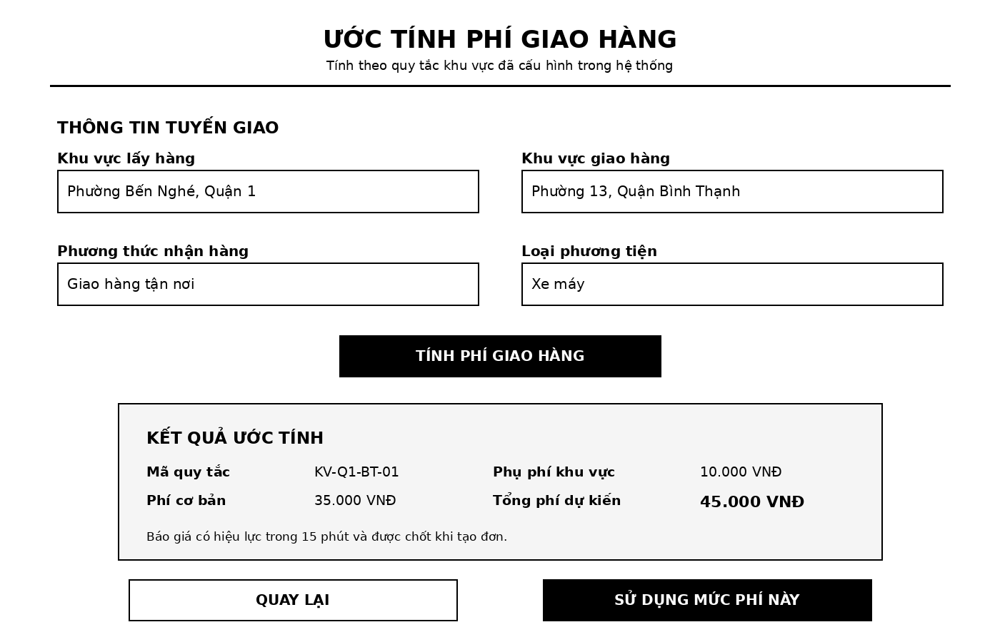 ƯỚC TÍNH PHÍ GIAO HÀNG
Tính theo quy tắc khu vực đã cấu hình trong hệ thống
THÔNG TIN TUYẾN GIAO
Khu vực lấy hàng
Phường Bến Nghé, Quận 1
Khu vực giao hàng
Phường 13, Quận Bình Thạnh
Phương thức nhận hàng
Giao hàng tận nơi
Loại phương tiện
Xe máy
TÍNH PHÍ GIAO HÀNG
KẾT QUẢ ƯỚC TÍNH
Mã quy tắc KV-Q1-BT-01 Phụ phí khu vực 10.000 VNĐ
Phí cơ bản 35.000 VNĐ Tổng phí dự kiến 45.000 VNĐ
Báo giá có hiệu lực trong 15 phút và được chốt khi tạo đơn.
QUAY LẠI
SỬ DỤNG MỨC PHÍ NÀY